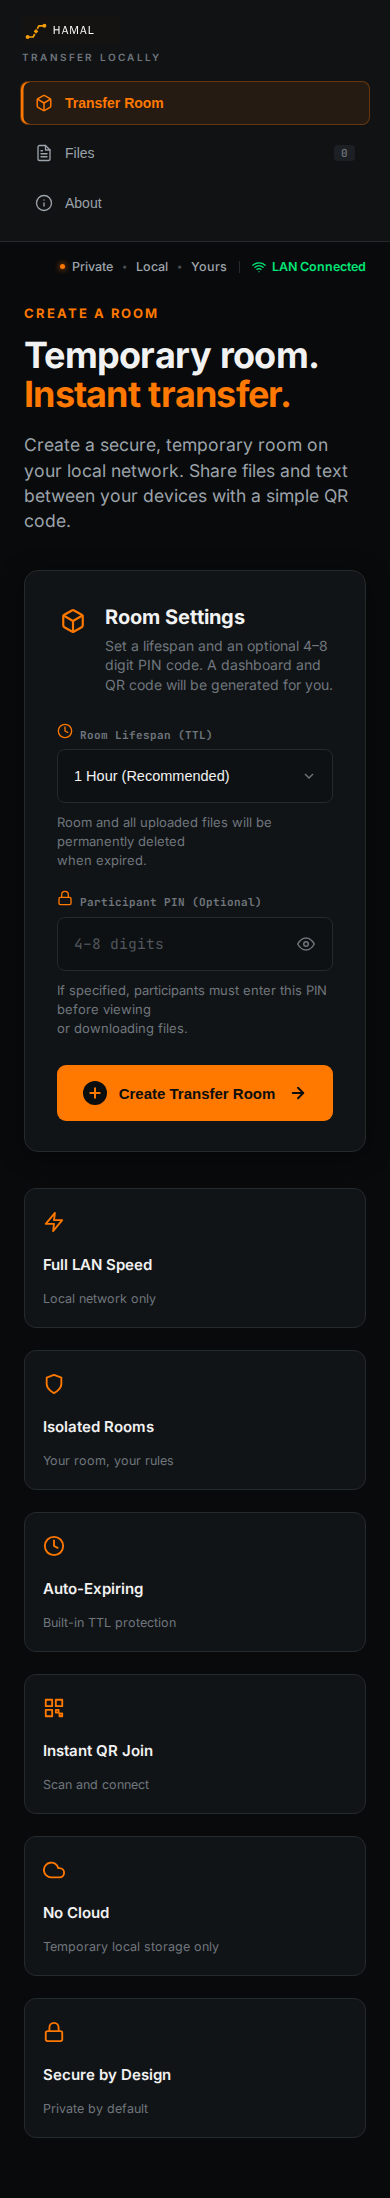 HAMAL
TRANSFER LOCALLY
Transfer Room
Files 0
About
Private • Local • Yours LAN Connected
CREATE A ROOM
Temporary room.
Instant transfer.
Create a secure, temporary room on
your local network. Share files and text
between your devices with a simple QR
code.
Room Settings
Set a lifespan and an optional 4–8
digit PIN code. A dashboard and
QR code will be generated for you.
Room Lifespan (TTL)
1 Hour (Recommended)
Room and all uploaded files will be
permanently deleted
when expired.
Participant PIN (Optional)
4–8 digits
If specified, participants must enter this PIN
before viewing
or downloading files.
Create Transfer Room
Full LAN Speed
Local network only
Isolated Rooms
Your room, your rules
Auto-Expiring
Built-in TTL protection
Instant QR Join
Scan and connect
No Cloud
Temporary local storage only
Secure by Design
Private by default